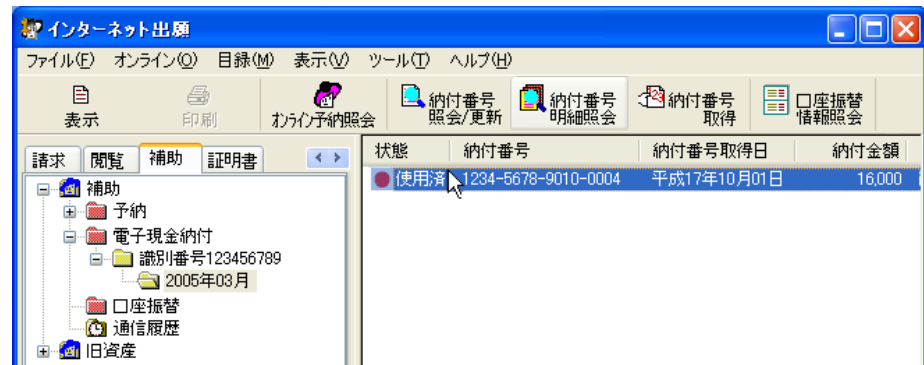 インターネット出願
ファイル(F) オンライン(O) 目録(M) 表示(V) ツール(T) ヘルプ(H)
表示
印刷
オンライン予納照会
納付番号
照会/更新
納付番号
明細照会
納付番号
取得
口座振替
情報照会
請求 閲覧 補助 証明書
状態 納付番号 納付番号取得日 納付金額
使用済 1234-5678-9010-0004 平成17年10月01日 16,000
補助
予納
電子現金納付
識別番号123456789
2005年03月
口座振替
通信履歴
旧資産